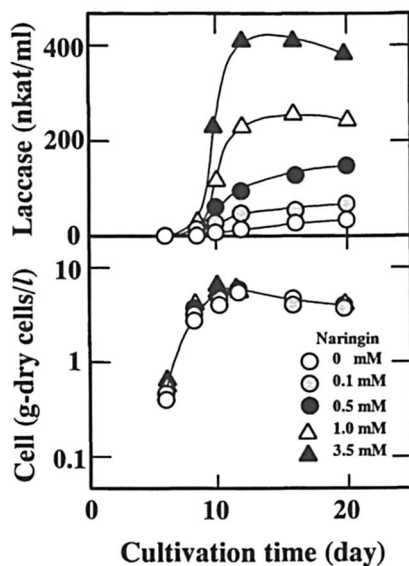 Laccase (nkat/ml)
400
200
0
Cell (g-dry cells/l)
10
1
0.1
Naringin
0 mM
0.1 mM
0.5 mM
1.0 mM
3.5 mM
0 10 20
Cultivation time (day)